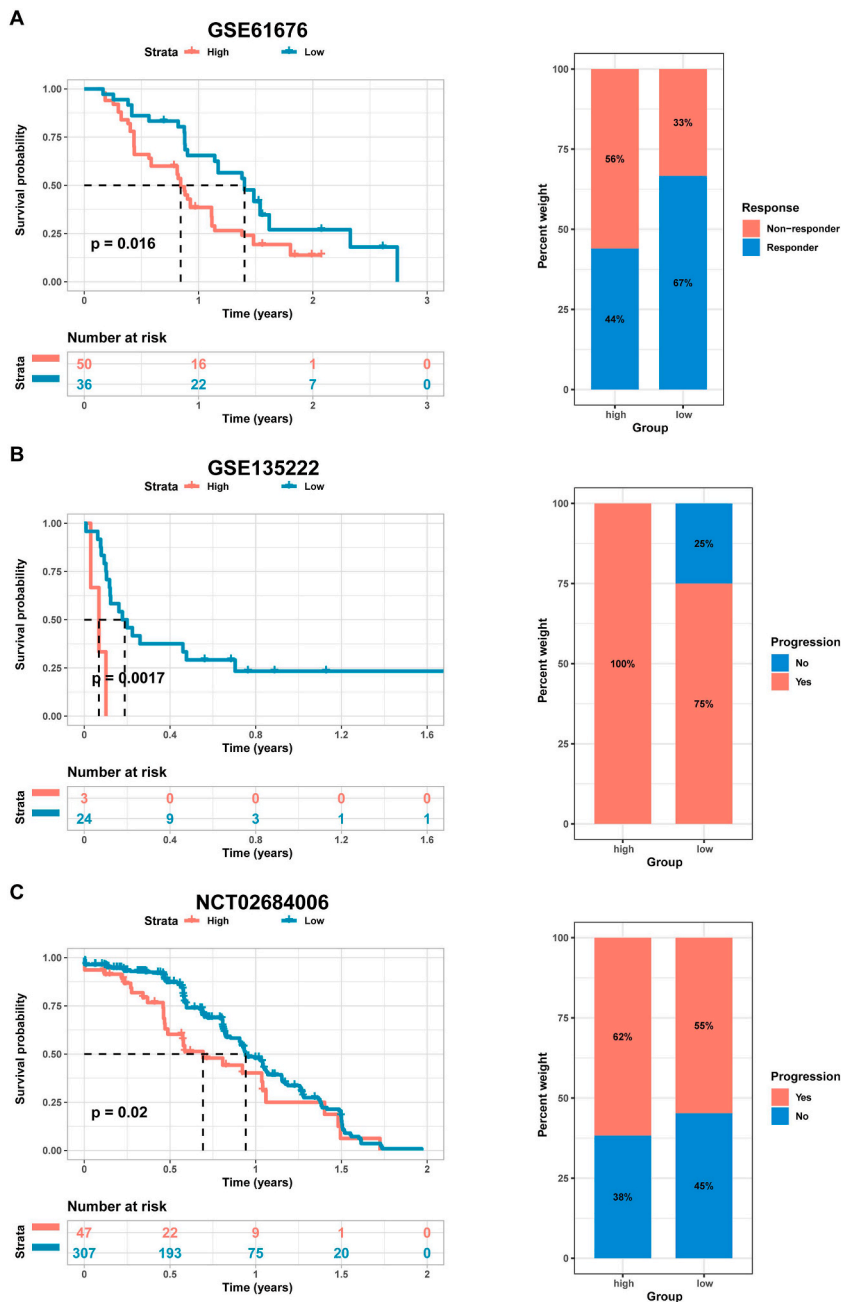 A
GSE61676
Strata High Low
Survival probability
1.00
0.75
0.50
0.25
0.00
p = 0.016
0 1 2 3
Time (years)
Number at risk
Strata
50 16 1 0
36 22 7 0
0 1 2 3
Time (years)
Percent weight
100
75
50
25
0
56%
44%
33%
67%
high low
Group
Response
Non-responder
Responder
B
GSE135222
Strata High Low
Survival probability
1.00
0.75
0.50
0.25
0.00
p = 0.0017
0 0.4 0.8 1.2 1.6
Time (years)
Number at risk
Strata
3 0 0 0 0
24 9 3 1 1
0 0.4 0.8 1.2 1.6
Time (years)
Percent weight
100
75
50
25
0
100%
25%
75%
high low
Group
Progression
No
Yes
C
NCT02684006
Strata High Low
Survival probability
1.00
0.75
0.50
0.25
0.00
p = 0.02
0 0.5 1 1.5 2
Time (years)
Number at risk
Strata
47 22 9 1 0
307 193 75 20 0
0 0.5 1 1.5 2
Time (years)
Percent weight
100
75
50
25
0
62%
38%
55%
45%
high low
Group
Progression
Yes
No